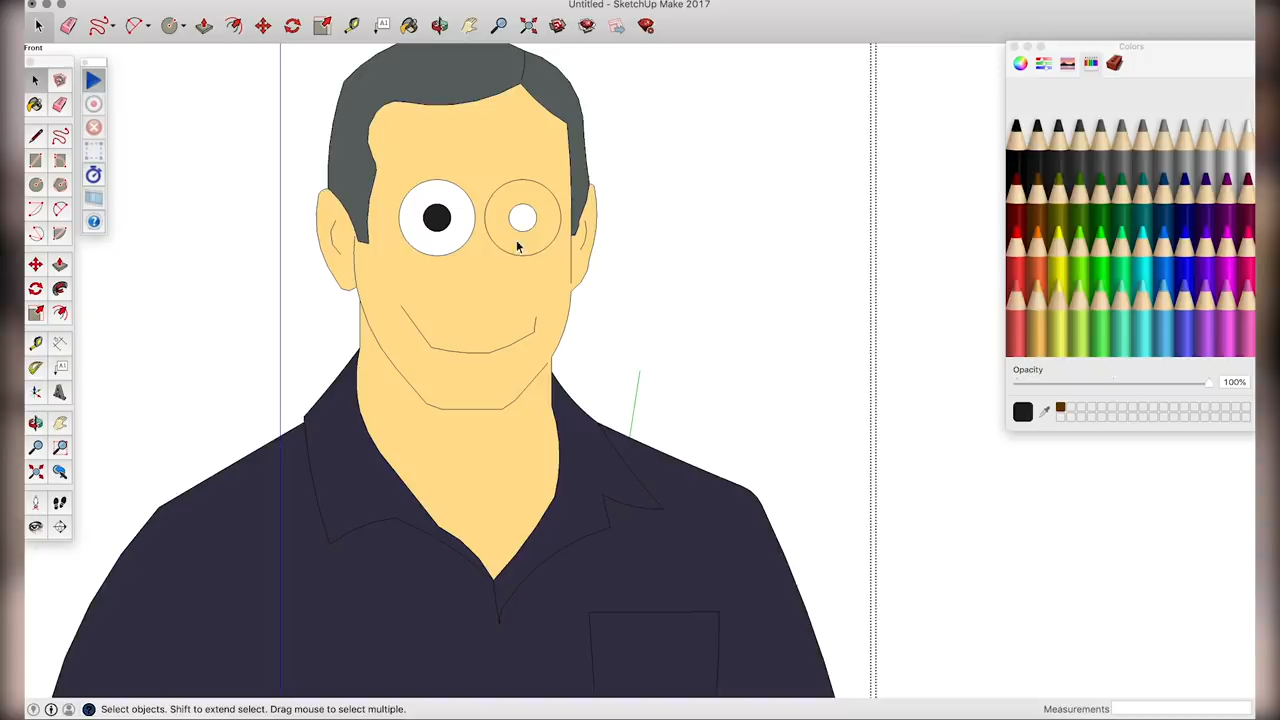 Untitled - SketchUp Make 2017
Front
Colors
Opacity
100%
Select objects. Shift to extend select. Drag mouse to select multiple.
Measurements